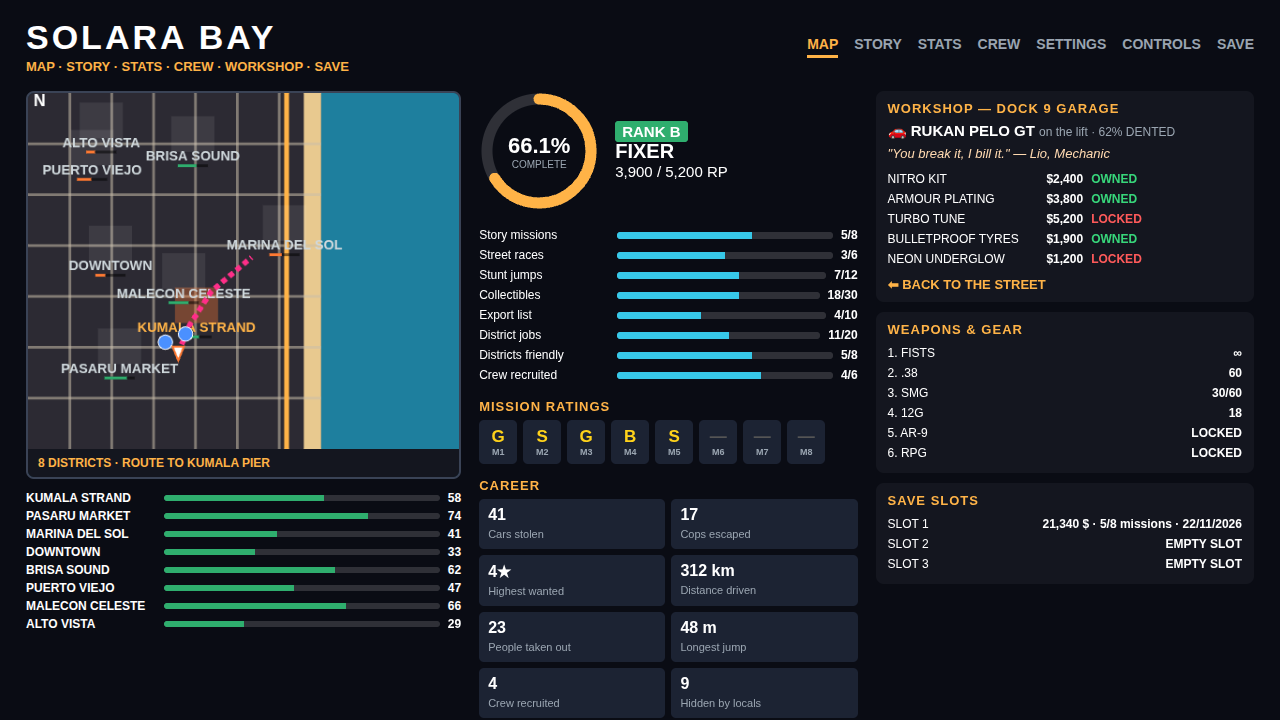 SOLARA BAY
MAP · STORY · STATS · CREW · WORKSHOP · SAVE
MAP STORY STATS CREW SETTINGS CONTROLS SAVE
N
ALTO VISTA
BRISA SOUND
PUERTO VIEJO
MARINA DEL SOL
DOWNTOWN
MALECON CELESTE
KUMALA STRAND
PASARU MARKET
8 DISTRICTS · ROUTE TO KUMALA PIER
KUMALA STRAND 58
PASARU MARKET 74
MARINA DEL SOL 41
DOWNTOWN 33
BRISA SOUND 62
PUERTO VIEJO 47
MALECON CELESTE 66
ALTO VISTA 29
66.1%
COMPLETE
RANK B
FIXER
3,900 / 5,200 RP
Story missions 5/8
Street races 3/6
Stunt jumps 7/12
Collectibles 18/30
Export list 4/10
District jobs 11/20
Districts friendly 5/8
Crew recruited 4/6
MISSION RATINGS
G S G B S — — —
M1 M2 M3 M4 M5 M6 M7 M8
CAREER
41
Cars stolen
17
Cops escaped
4★
Highest wanted
312 km
Distance driven
23
People taken out
48 m
Longest jump
4
Crew recruited
9
Hidden by locals
WORKSHOP — DOCK 9 GARAGE
🚗 RUKAN PELO GT on the lift · 62% DENTED
"You break it, I bill it." — Lio, Mechanic
NITRO KIT $2,400 OWNED
ARMOUR PLATING $3,800 OWNED
TURBO TUNE $5,200 LOCKED
BULLETPROOF TYRES $1,900 OWNED
NEON UNDERGLOW $1,200 LOCKED
⬅ BACK TO THE STREET
WEAPONS & GEAR
1. FISTS ∞
2. .38 60
3. SMG 30/60
4. 12G 18
5. AR-9 LOCKED
6. RPG LOCKED
SAVE SLOTS
SLOT 1 21,340 $ · 5/8 missions · 22/11/2026
SLOT 2 EMPTY SLOT
SLOT 3 EMPTY SLOT